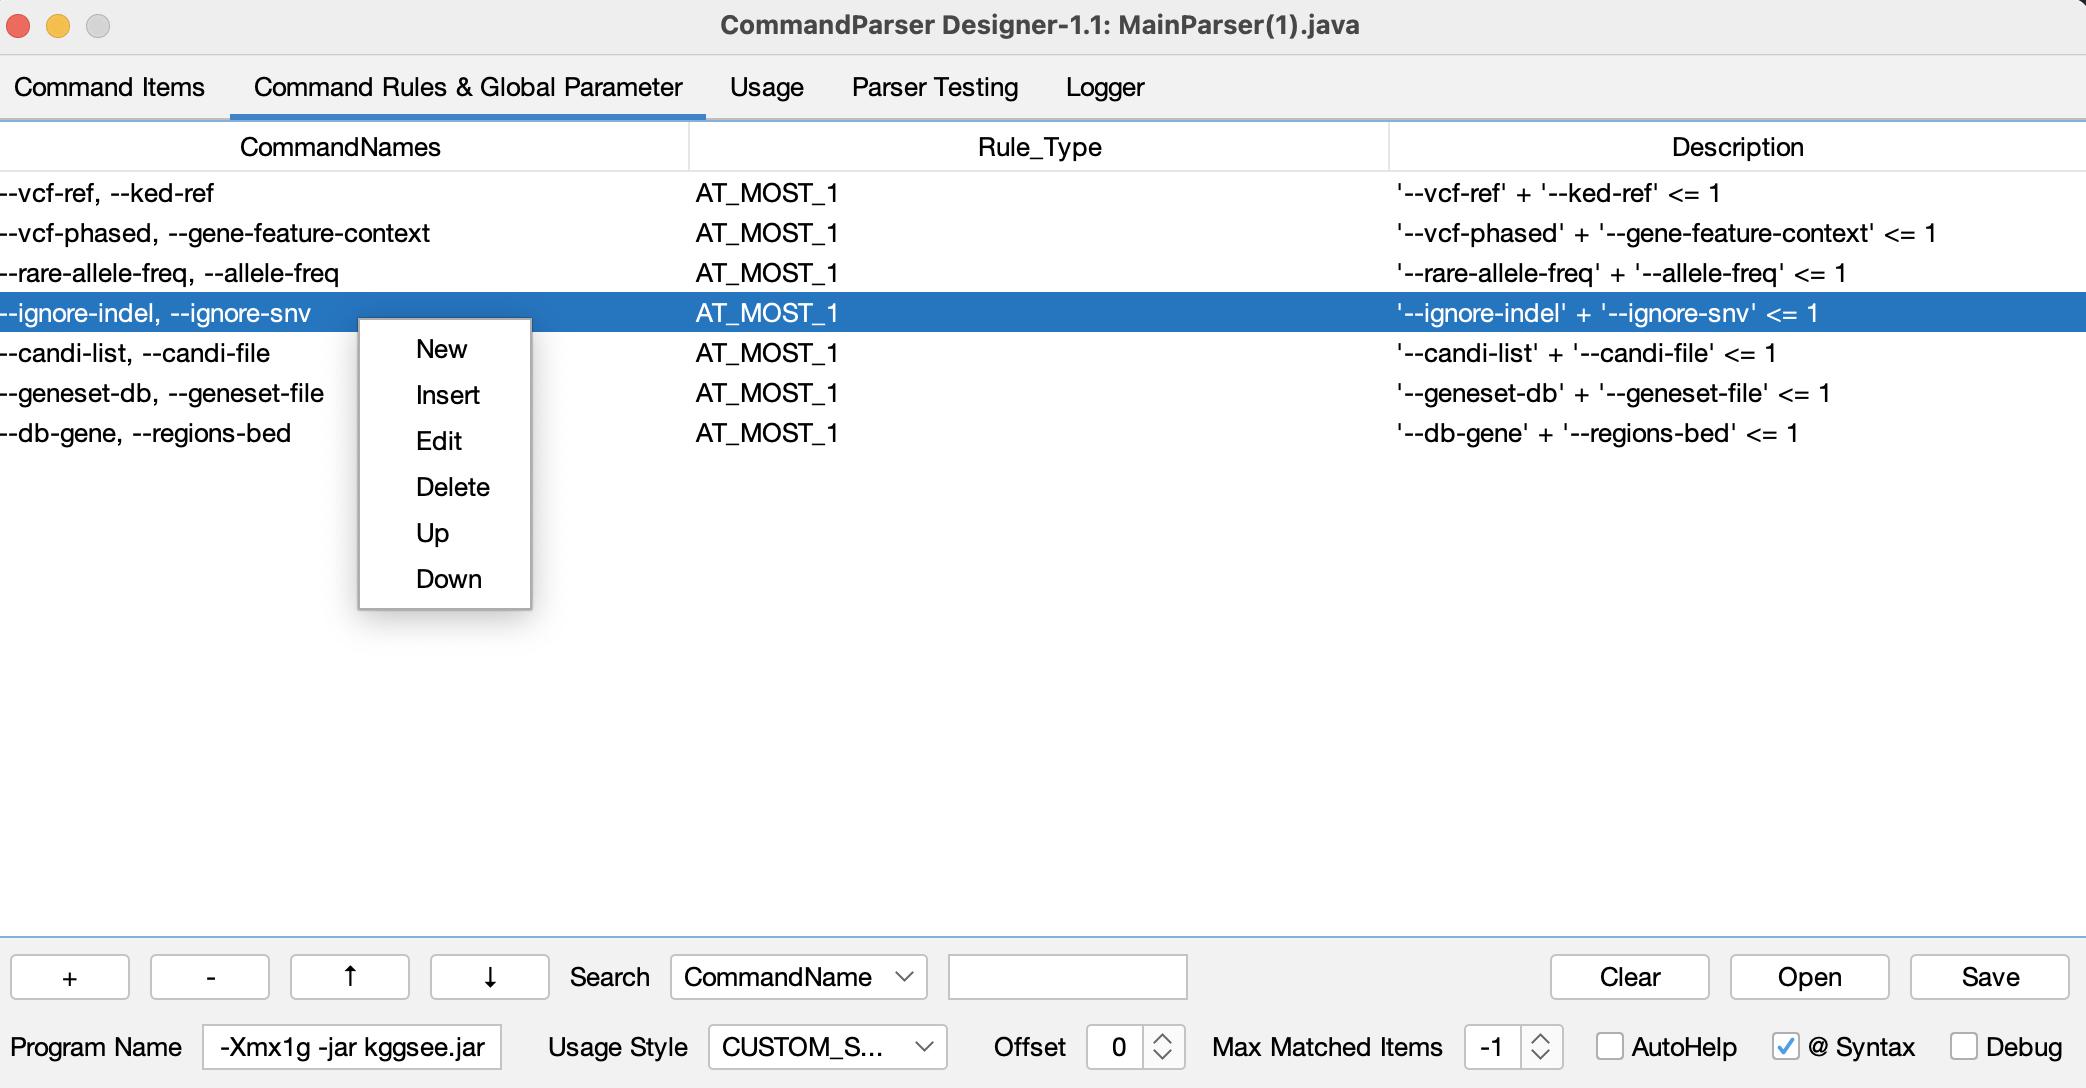 CommandParser Designer-1.1: MainParser(1).java
Command Items Command Rules & Global Parameter Usage Parser Testing Logger
CommandNames Rule_Type Description
--vcf-ref, --ked-ref AT_MOST_1 '--vcf-ref' + '--ked-ref' <= 1
--vcf-phased, --gene-feature-context AT_MOST_1 '--vcf-phased' + '--gene-feature-context' <= 1
--rare-allele-freq, --allele-freq AT_MOST_1 '--rare-allele-freq' + '--allele-freq' <= 1
--ignore-indel, --ignore-snv AT_MOST_1 '--ignore-indel' + '--ignore-snv' <= 1
--candi-list, --candi-file AT_MOST_1 '--candi-list' + '--candi-file' <= 1
--geneset-db, --geneset-file AT_MOST_1 '--geneset-db' + '--geneset-file' <= 1
--db-gene, --regions-bed AT_MOST_1 '--db-gene' + '--regions-bed' <= 1
New
Insert
Edit
Delete
Up
Down
+ - ↑ ↓ Search CommandName Clear Open Save
Program Name -Xmx1g -jar kggsee.jar Usage Style CUSTOM_S... Offset 0 Max Matched Items -1 AutoHelp @ Syntax Debug